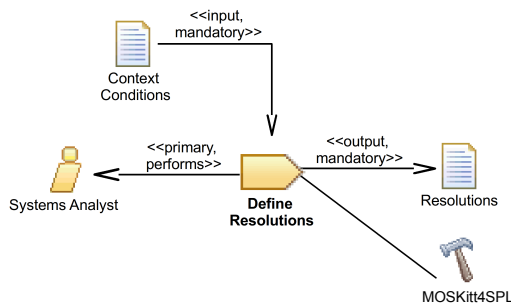 <<input,
mandatory>>
Context
Conditions
<<primary,
performs>>
<<output,
mandatory>>
Systems Analyst
Define
Resolutions
Resolutions
MOSKitt4SPL